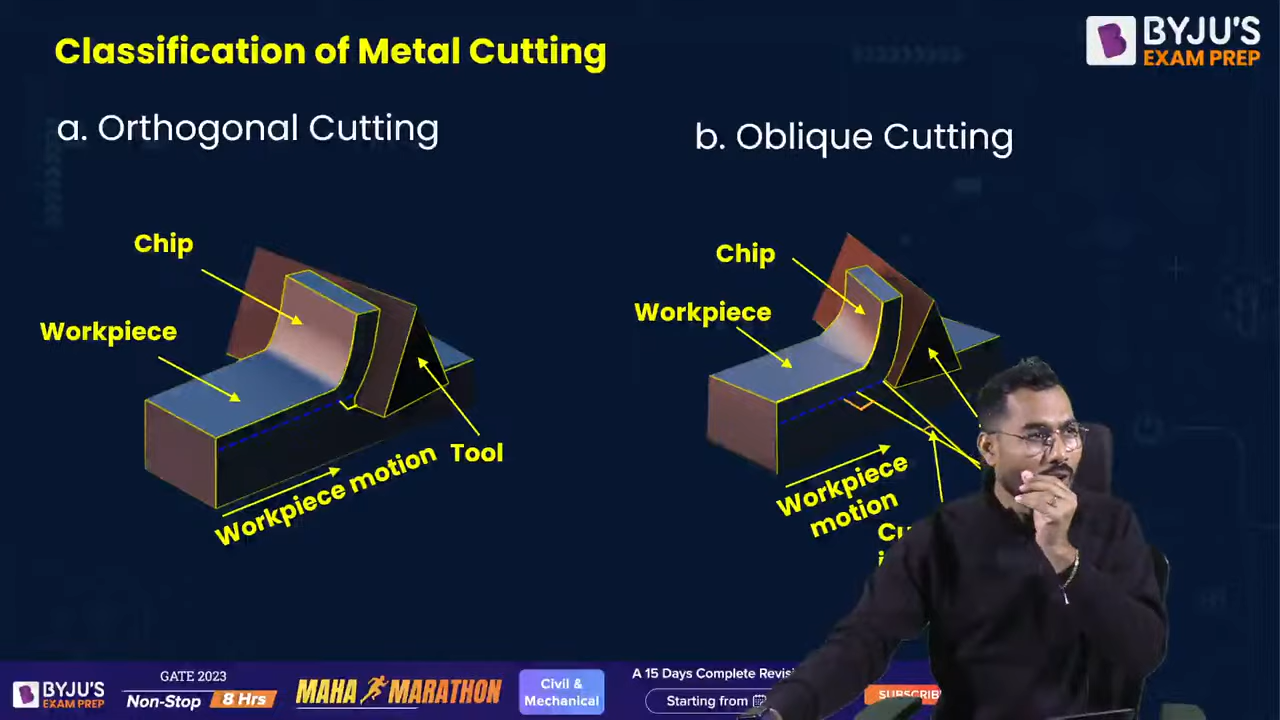 Classification of Metal Cutting
BYJU'S
EXAM PREP
a. Orthogonal Cutting
b. Oblique Cutting
Chip
Workpiece
Tool
Workpiece motion
Chip
Workpiece
Workpiece
motion
BYJU'S
EXAM PREP
GATE 2023
Non-Stop 8 Hrs
MAHA MARATHON
Civil &
Mechanical
A 15 Days Complete
Starting from